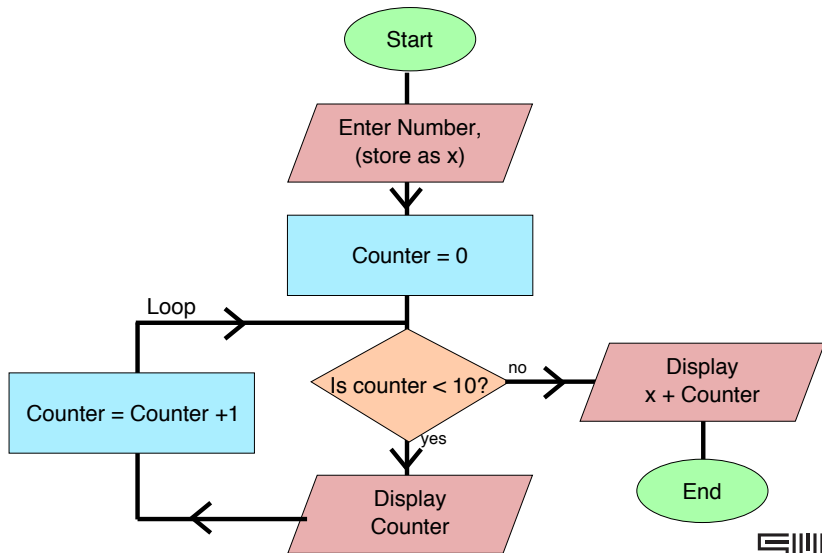 Start
Enter Number,
(store as x)
Counter = 0
Loop
Is counter < 10?
no
Display
x + Counter
Counter = Counter +1
yes
Display
Counter
End